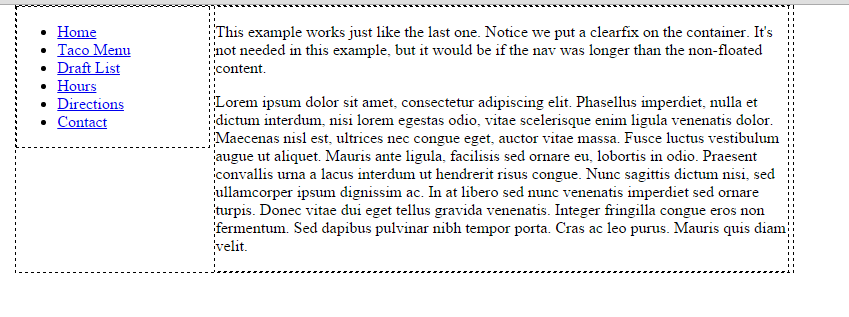 Home
Taco Menu
Draft List
Hours
Directions
Contact
This example works just like the last one. Notice we put a clearfix on the container. It's
not needed in this example, but it would be if the nav was longer than the non-floated
content.
Lorem ipsum dolor sit amet, consectetur adipiscing elit. Phasellus imperdiet, nulla et
dictum interdum, nisi lorem egestas odio, vitae scelerisque enim ligula venenatis dolor.
Maecenas nisl est, ultrices nec congue eget, auctor vitae massa. Fusce luctus vestibulum
augue ut aliquet. Mauris ante ligula, facilisis sed ornare eu, lobortis in odio. Praesent
convallis urna a lacus interdum ut hendrerit risus congue. Nunc sagittis dictum nisi, sed
ullamcorper ipsum dignissim ac. In at libero sed nunc venenatis imperdiet sed ornare
turpis. Donec vitae dui eget tellus gravida venenatis. Integer fringilla congue eros non
fermentum. Sed dapibus pulvinar nibh tempor porta. Cras ac leo purus. Mauris quis diam
velit.